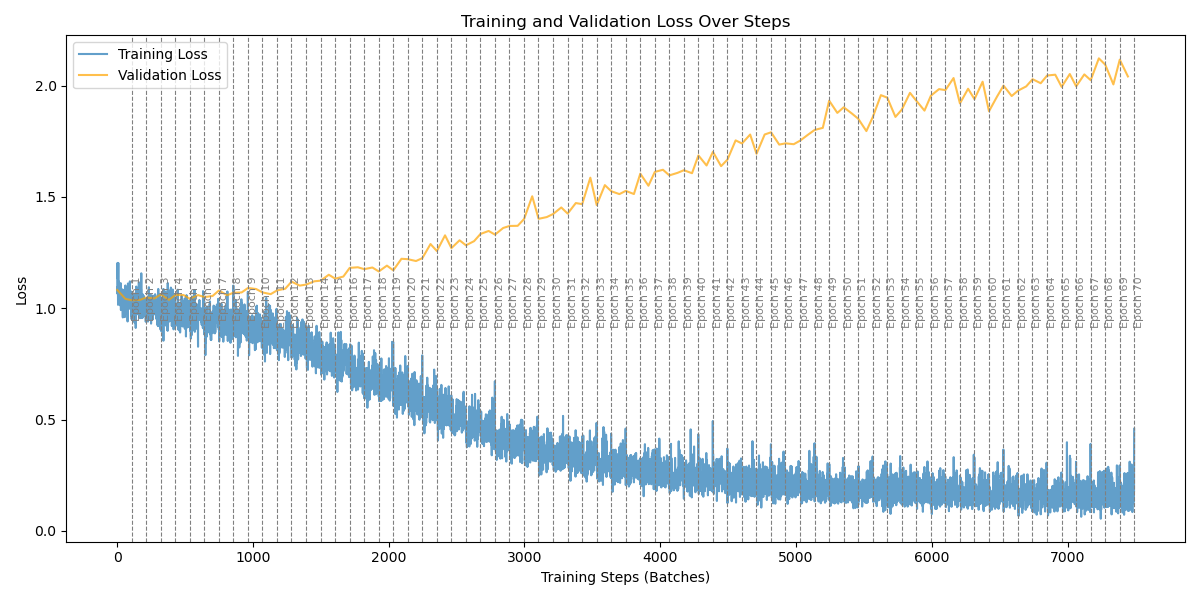 Training and Validation Loss Over Steps
Training Loss
Validation Loss
Loss
2.0
1.5
1.0
0.5
0.0
Epoch 9
Epoch 10
Epoch 11
Epoch 12
Epoch 13
Epoch 14
Epoch 15
Epoch 16
Epoch 17
Epoch 18
Epoch 19
Epoch 20
Epoch 21
Epoch 22
Epoch 23
Epoch 24
Epoch 25
Epoch 26
Epoch 27
Epoch 28
Epoch 29
Epoch 30
Epoch 31
Epoch 32
Epoch 33
Epoch 34
Epoch 35
Epoch 36
Epoch 37
Epoch 38
Epoch 39
Epoch 40
Epoch 41
Epoch 42
Epoch 43
Epoch 44
Epoch 45
Epoch 46
Epoch 47
Epoch 48
Epoch 49
Epoch 50
Epoch 51
Epoch 52
Epoch 53
Epoch 54
Epoch 55
Epoch 56
Epoch 57
Epoch 58
Epoch 59
Epoch 60
Epoch 61
Epoch 62
Epoch 63
Epoch 64
Epoch 65
Epoch 66
Epoch 67
Epoch 68
Epoch 69
Epoch 70
0
1000
2000
3000
4000
5000
6000
7000
Training Steps (Batches)